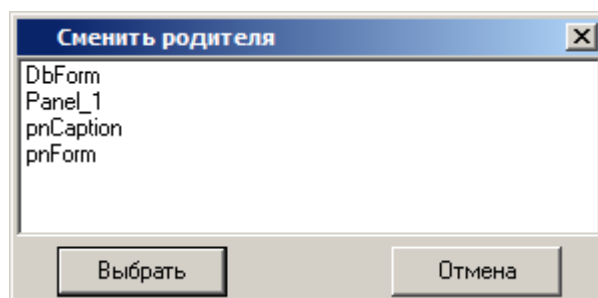 Сменить родителя
DbForm
Panel_1
pnCaption
pnForm
Выбрать
Отмена